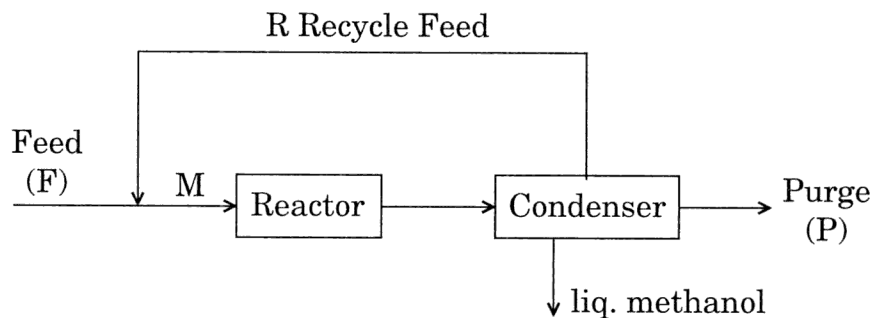 R Recycle Feed
Feed
(F)
M
Reactor
Condenser
Purge
(P)
liq. methanol